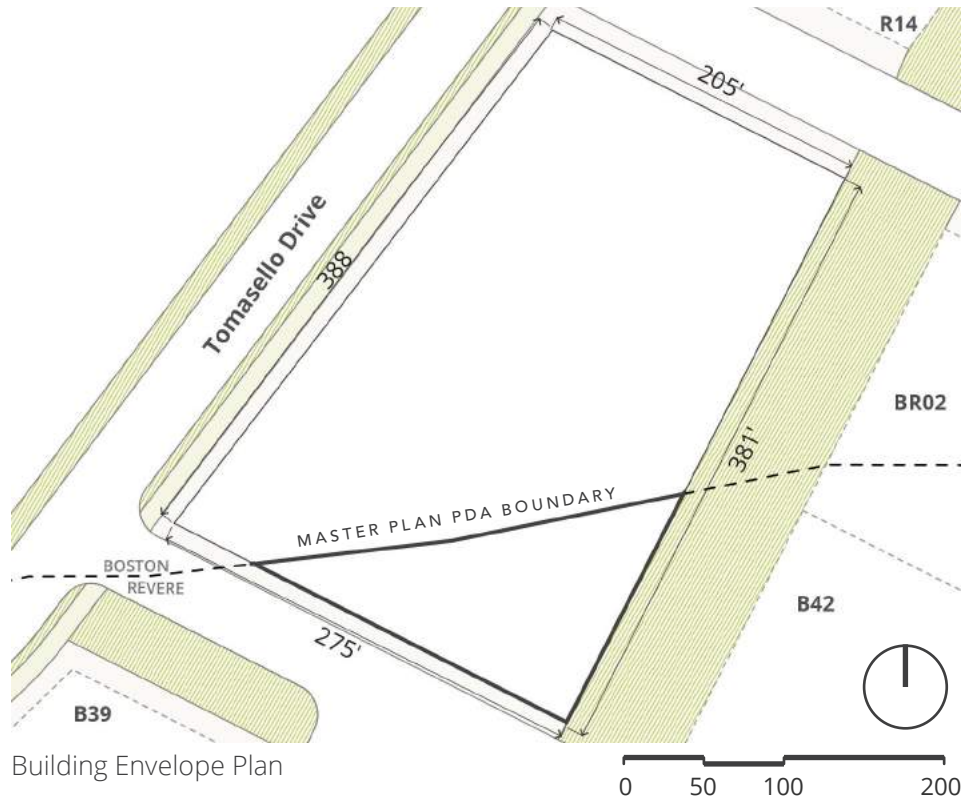 R14
205'
Tomasello Drive
388
BR02
381'
MASTER PLAN PDA BOUNDARY
BOSTON
REVERE
B42
275'
B39
Building Envelope Plan
0 50 100 200